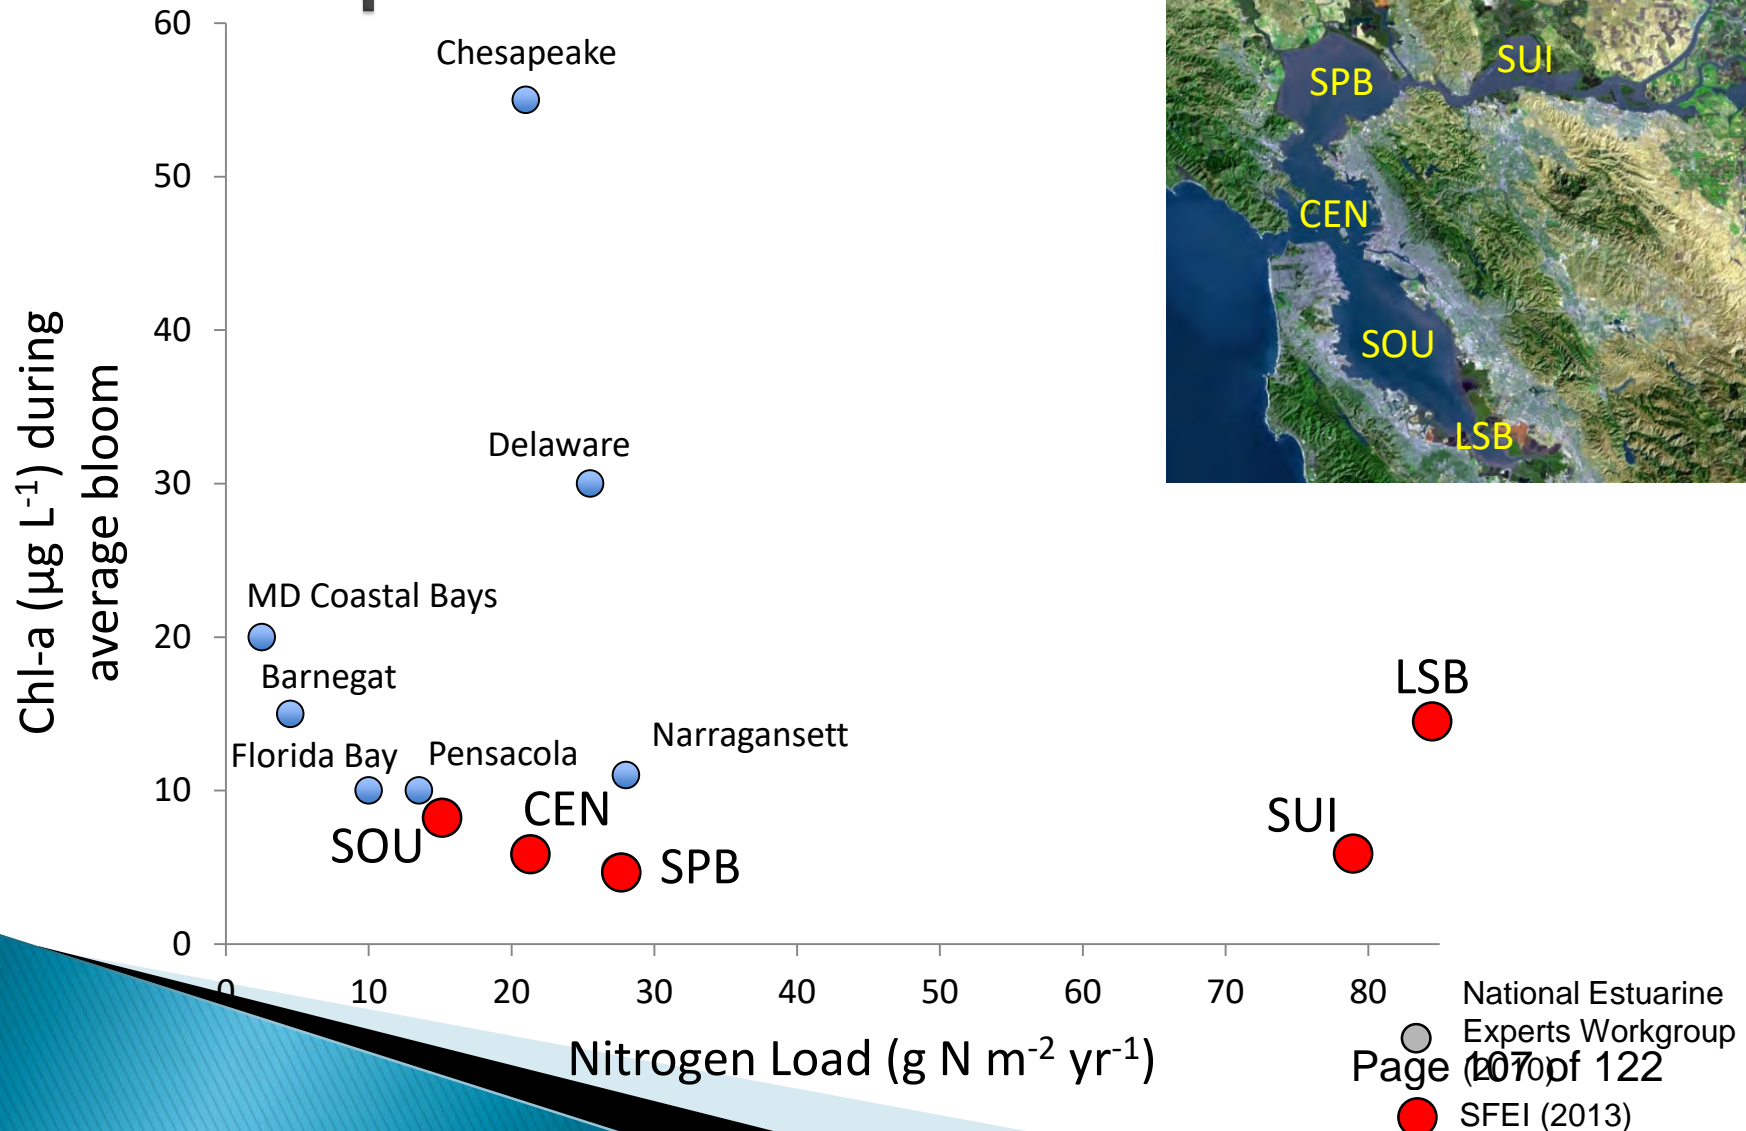 60
Chesapeake
50
40
Chl-a (µg L-1) during
average bloom
Delaware
30
MD Coastal Bays
20
Barnegat
LSB
Florida Bay
Pensacola
Narragansett
10
CEN
SUI
SOU
SPB
0
0 10 20 30 40 50 60 70 80
Nitrogen Load (g N m-2 yr-1)
SPB
SUI
CEN
SOU
LSB
National Estuarine
Experts Workgroup
(2010)
Page 107 of 122
SFEI (2013)